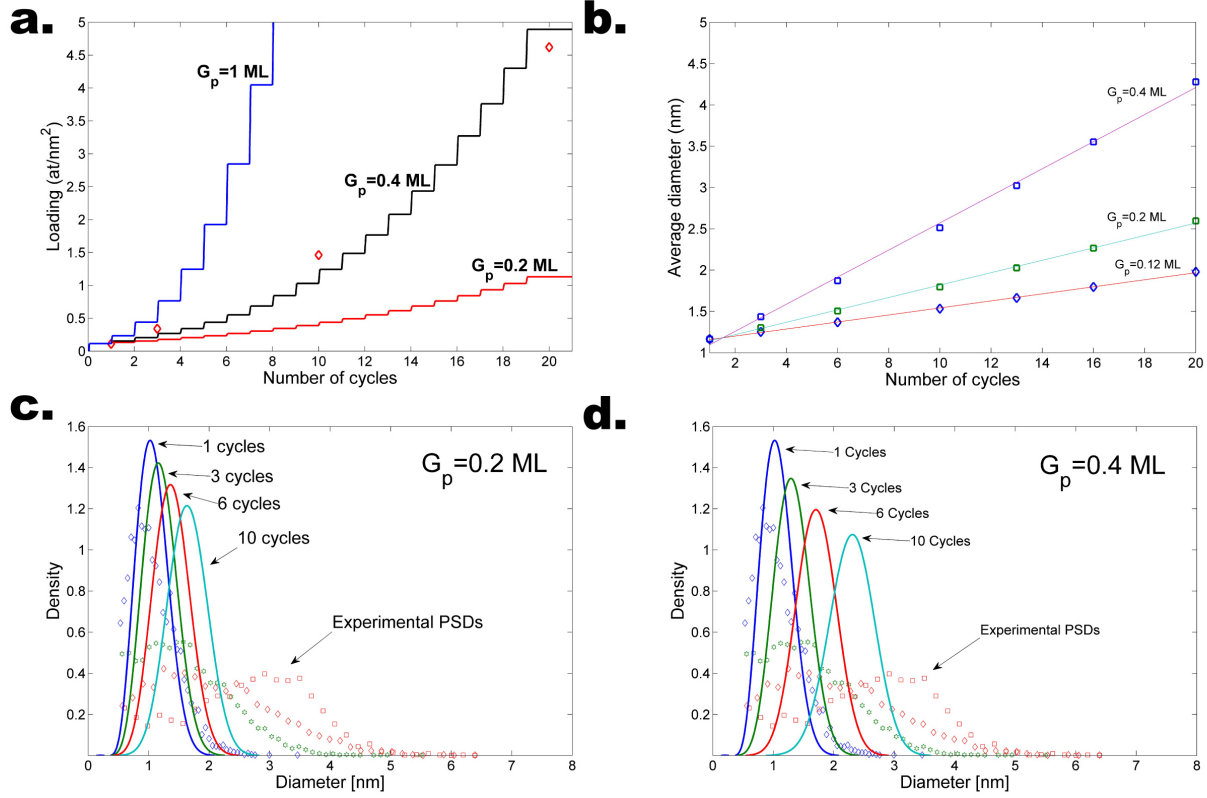 a.
5
4.5
4
3.5
3
2.5
2
1.5
1
0.5
0
0 2 4 6 8 10 12 14 16 18 20
Loading (at/nm²)
Number of cycles
Gp=1 ML
Gp=0.4 ML
Gp=0.2 ML
b.
5
4.5
4
3.5
3
2.5
2
1.5
1
2 4 6 8 10 12 14 16 18 20
Average diameter (nm)
Number of cycles
Gp=0.4 ML
Gp=0.2 ML
Gp=0.12 ML
c.
1.6
1.4
1.2
1
0.8
0.6
0.4
0.2
0 1 2 3 4 5 6 7 8
Density
Diameter [nm]
1 cycles
3 cycles
6 cycles
10 cycles
Gp=0.2 ML
Experimental PSDs
d.
1.6
1.4
1.2
1
0.8
0.6
0.4
0.2
0 1 2 3 4 5 6 7 8
Density
Diameter [nm]
1 Cycles
3 Cycles
6 Cycles
10 Cycles
Gp=0.4 ML
Experimental PSDs